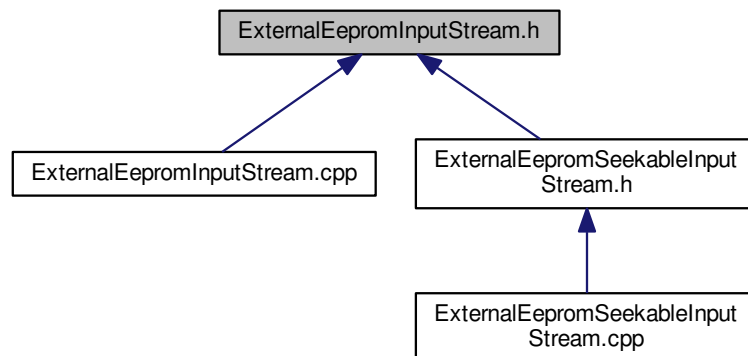 ExternalEepromInputStream.h
ExternalEepromInputStream.cpp
ExternalEepromSeekableInput
Stream.h
ExternalEepromSeekableInput
Stream.cpp